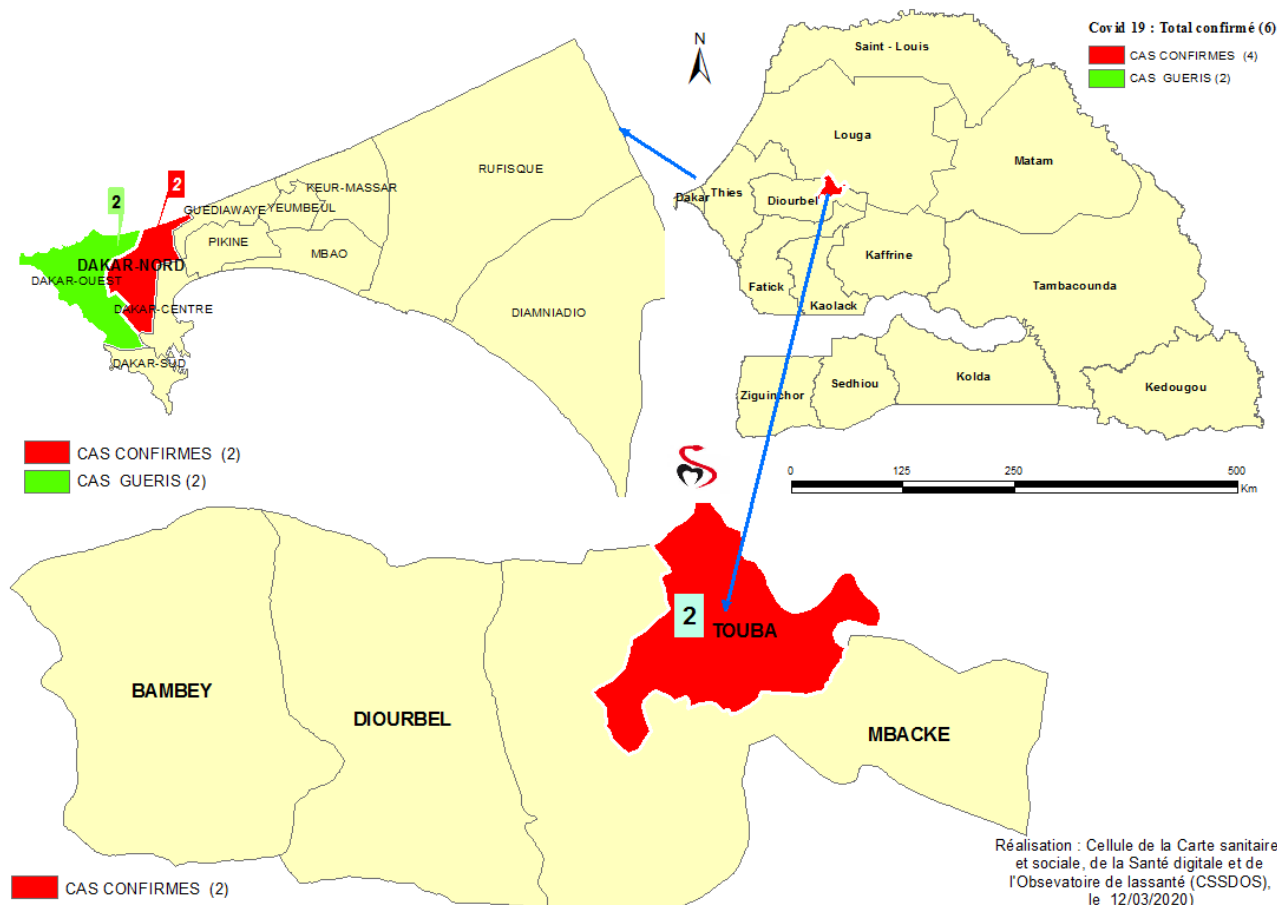 Covid 19 : Total confirmé (6)
CAS CONFIRMES (4)
CAS GUERIS (2)
N
Saint - Louis
Louga
Matam
Dakar
Thies
Diourbel
Kaffrine
Fatick
Kaolack
Tambacounda
Ziguinchor
Sedhiou
Kolda
Kedougou
0 125 250 500
Km
2
2
RUFISQUE
KEUR-MASSAR
GUEDIAWAYE
YEUMBEUL
PIKINE
MBAO
DAKAR-NORD
DAKAR-OUEST
DAKAR-CENTRE
DIAMNIADIO
DAKAR-SUD
CAS CONFIRMES (2)
CAS GUERIS (2)
2
TOUBA
BAMBEY
DIOURBEL
MBACKE
CAS CONFIRMES (2)
Réalisation : Cellule de la Carte sanitaire
et sociale, de la Santé digitale et de
l'Obsevatoire de lassanté (CSSDOS),
le 12/03/2020)